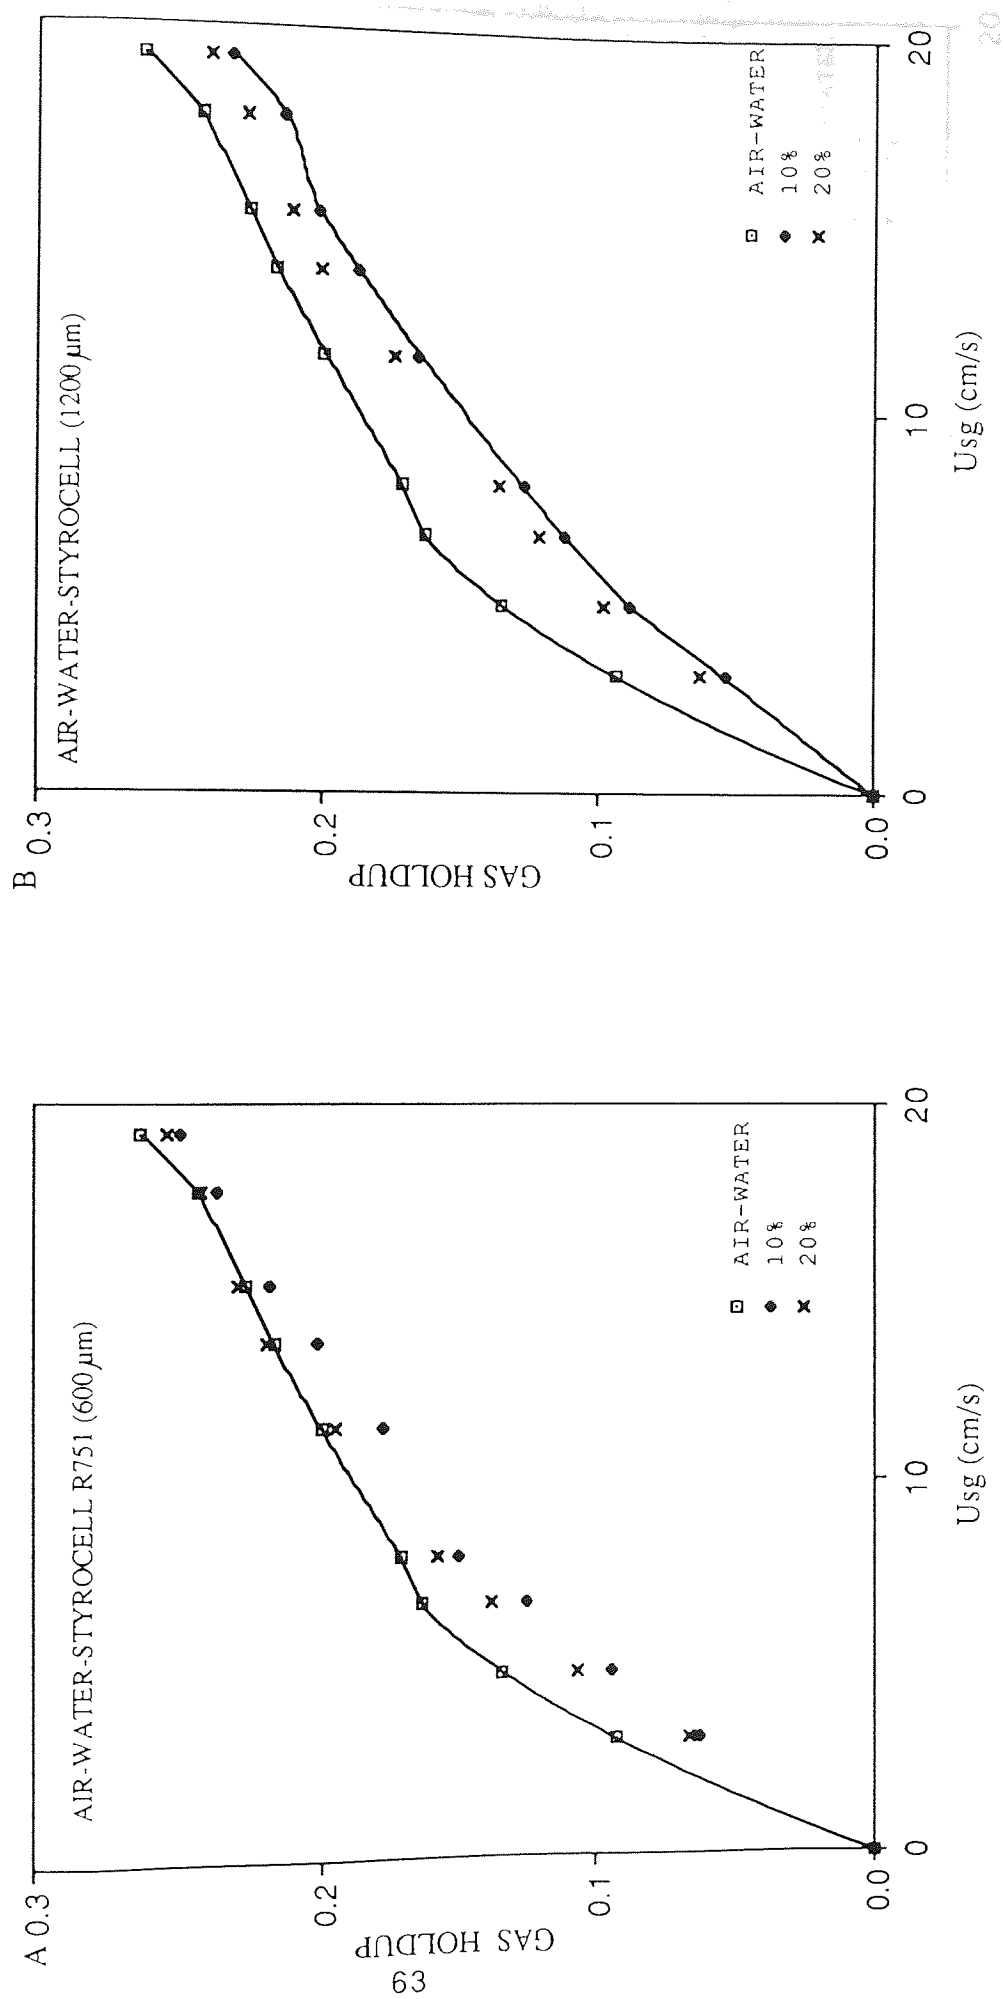 A
AIR-WATER-STYROCELL R751 (600 µm)
GAS HOLDUP
0.3
0.2
0.1
0.0
0
10
20
Usg (cm/s)
AIR-WATER
10%
20%
B
AIR-WATER-STYROCELL (1200 µm)
GAS HOLDUP
0.3
0.2
0.1
0.0
0
10
20
Usg (cm/s)
AIR-WATER
10%
20%
63
20